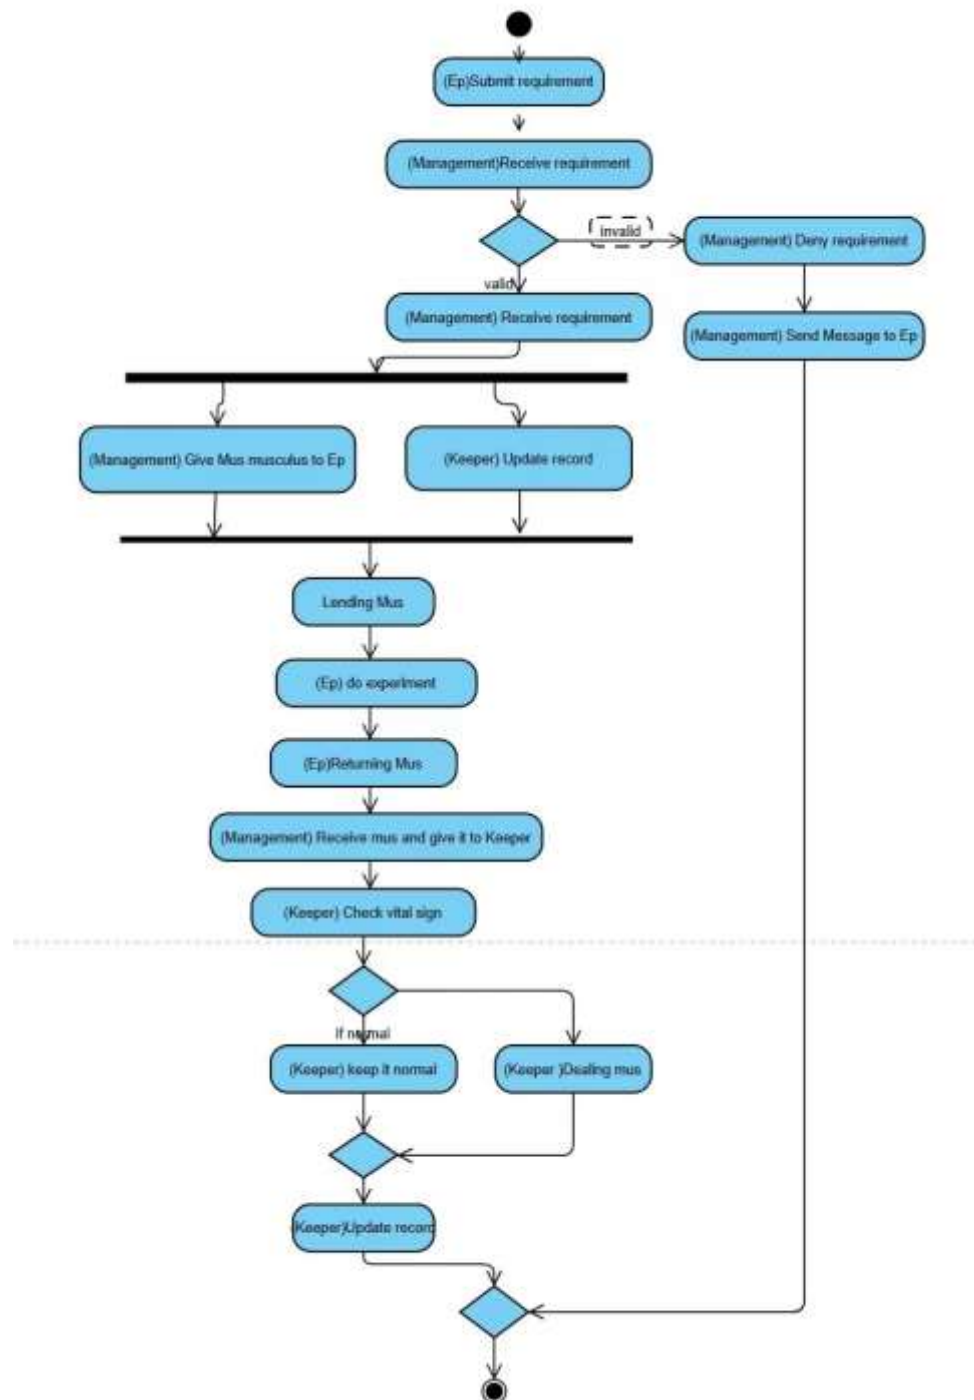 (Ep)Submit requirement
(Management)Receive requirement
invalid
(Management) Deny requirement
valid
(Management) Receive requirement
(Management) Send Message to Ep
(Management) Give Mus musculus to Ep
(Keeper) Update record
Lending Mus
(Ep) do experiment
(Ep)Returning Mus
(Management) Receive mus and give it to Keeper
(Keeper) Check vital sign
If normal
(Keeper) keep it normal
(Keeper )Dealing mus
(Keeper)Update record